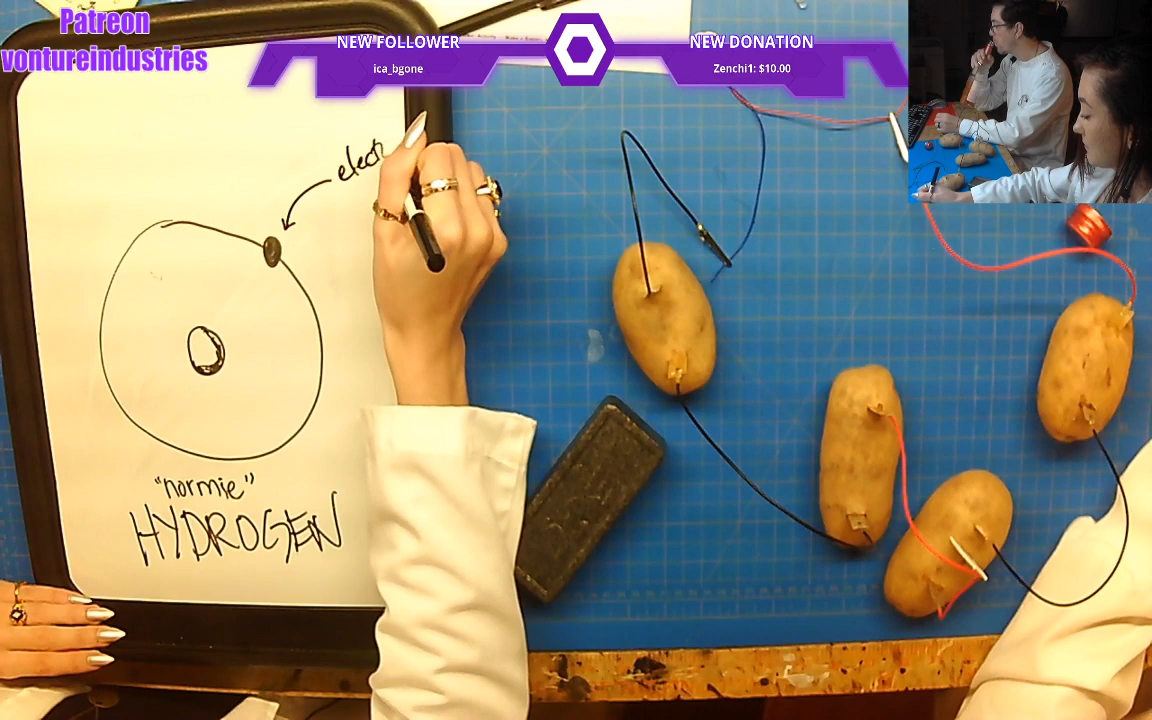 Patreon
vontureindustries
NEW FOLLOWER
ica_bgone
NEW DONATION
Zenchi1: $10.00
elect
"normie"
HYDROGEN